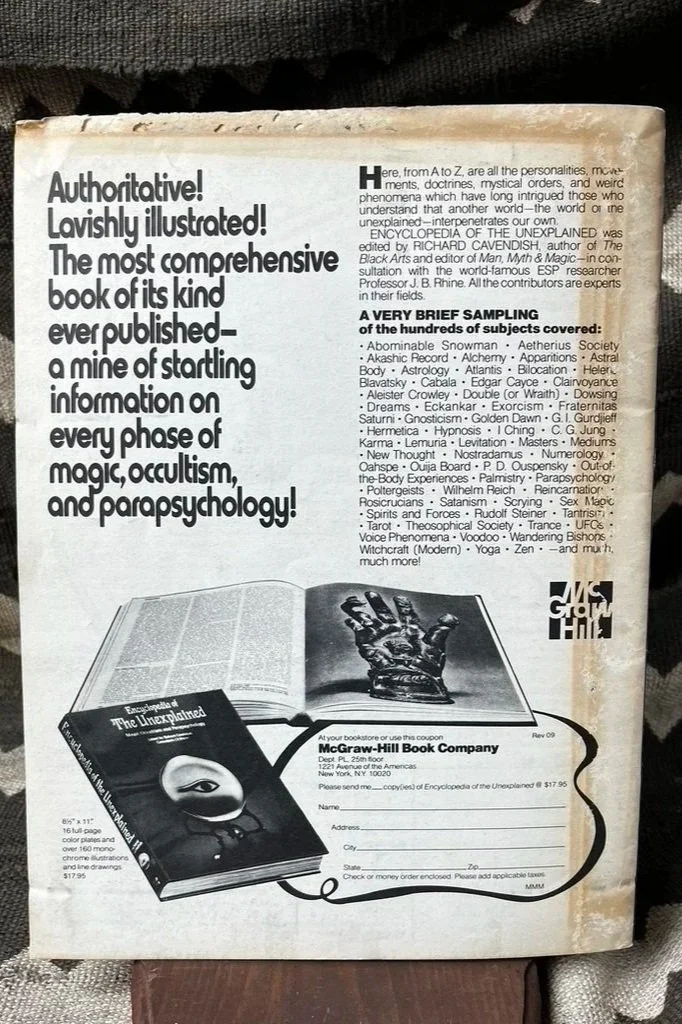 Authoritative!
Lavishly illustrated!
The most comprehensive
book of its kind
ever published—
a mine of startling
information on
every phase of
magic, occultism,
and parapsychology!
Here, from A to Z, are all the personalities, move-
ments, doctrines, mystical orders, and weird
phenomena which have long intrigued those who
understand that another world—the world of the
unexplained—interpenetrates our own.
ENCYCLOPEDIA OF THE UNEXPLAINED was
edited by RICHARD CAVENDISH, author of The
Black Arts and editor of Man, Myth & Magic—in con-
sultation with the world-famous ESP researcher
Professor J. B. Rhine. All the contributors are experts
in their fields.
A VERY BRIEF SAMPLING
of the hundreds of subjects covered:
• Abominable Snowman • Aetherius Society
• Akashic Record • Alchemy • Apparitions • Astral
Body • Astrology • Atlantis • Bilocation • Helena
Blavatsky • Cabala • Edgar Cayce • Clairvoyance
• Aleister Crowley • Double (or Wraith) • Dowsing
• Dreams • Eckankar • Exorcism • Fraternitas
Saturni • Gnosticism • Golden Dawn • G. I. Gurdjieff
• Hermetica • Hypnosis • I Ching • C. G. Jung •
Karma • Lemuria • Levitation • Masters • Mediums
• New Thought • Nostradamus • Numerology •
Oahspe • Ouija Board • P. D. Ouspensky • Out-of-
the-Body Experiences • Palmistry • Parapsychology
• Poltergeists • Wilhelm Reich • Reincarnation •
Rosicrucians • Satanism • Scrying • Sex Magic
• Spirits and Forces • Rudolf Steiner • Tantrism •
• Tarot • Theosophical Society • Trance • UFOs •
Voice Phenomena • Voodoo • Wandering Bishops •
Witchcraft (Modern) • Yoga • Zen • —and much,
much more!
Mc
Graw
Hill
Encyclopedia of
The Unexplained
Magic, Occultism and Parapsychology
Encyclopedia of the Unexplained
6½" x 11"
16 full-page
color plates and
over 160 mono-
chrome illustrations
and line drawings
$17.95
At your bookstore or use this coupon
Rev 09
McGraw-Hill Book Company
Dept. PL, 25th floor
1221 Avenue of the Americas
New York, N.Y. 10020
Please send me___copy(ies) of Encyclopedia of the Unexplained @ $17.95
Name
Address
City
State Zip
Check or money order enclosed. Please add applicable taxes.
MMM